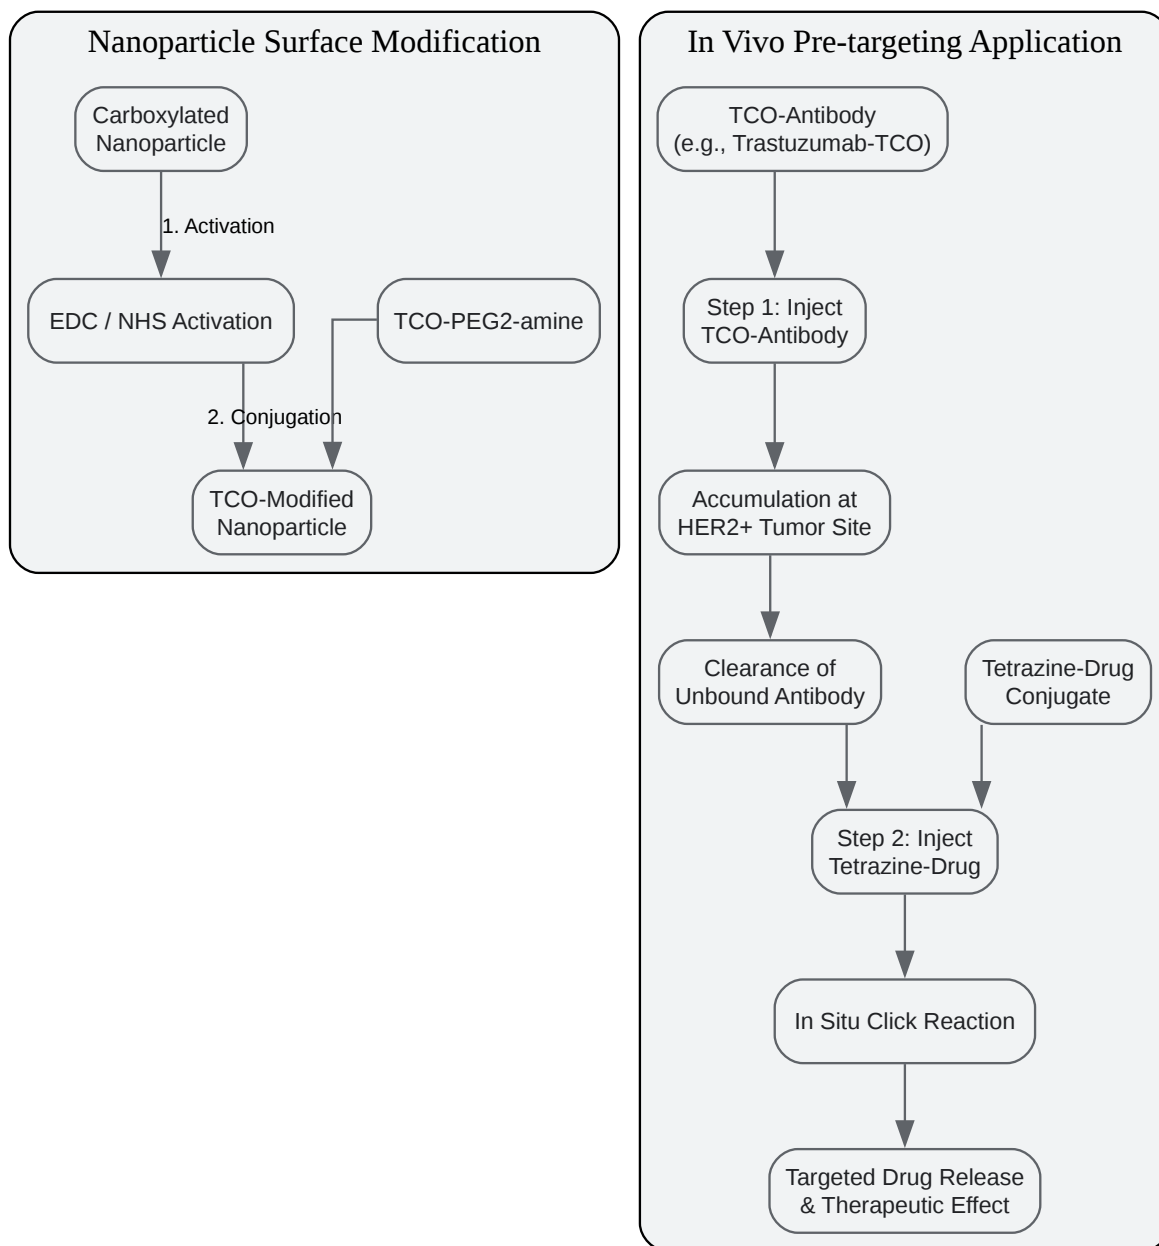 Nanoparticle Surface Modification
Carboxylated
Nanoparticle
1. Activation
EDC / NHS Activation
TCO-PEG2-amine
2. Conjugation
TCO-Modified
Nanoparticle
In Vivo Pre-targeting Application
TCO-Antibody
(e.g., Trastuzumab-TCO)
Step 1: Inject
TCO-Antibody
Accumulation at
HER2+ Tumor Site
Clearance of
Unbound Antibody
Tetrazine-Drug
Conjugate
Step 2: Inject
Tetrazine-Drug
In Situ Click Reaction
Targeted Drug Release
& Therapeutic Effect